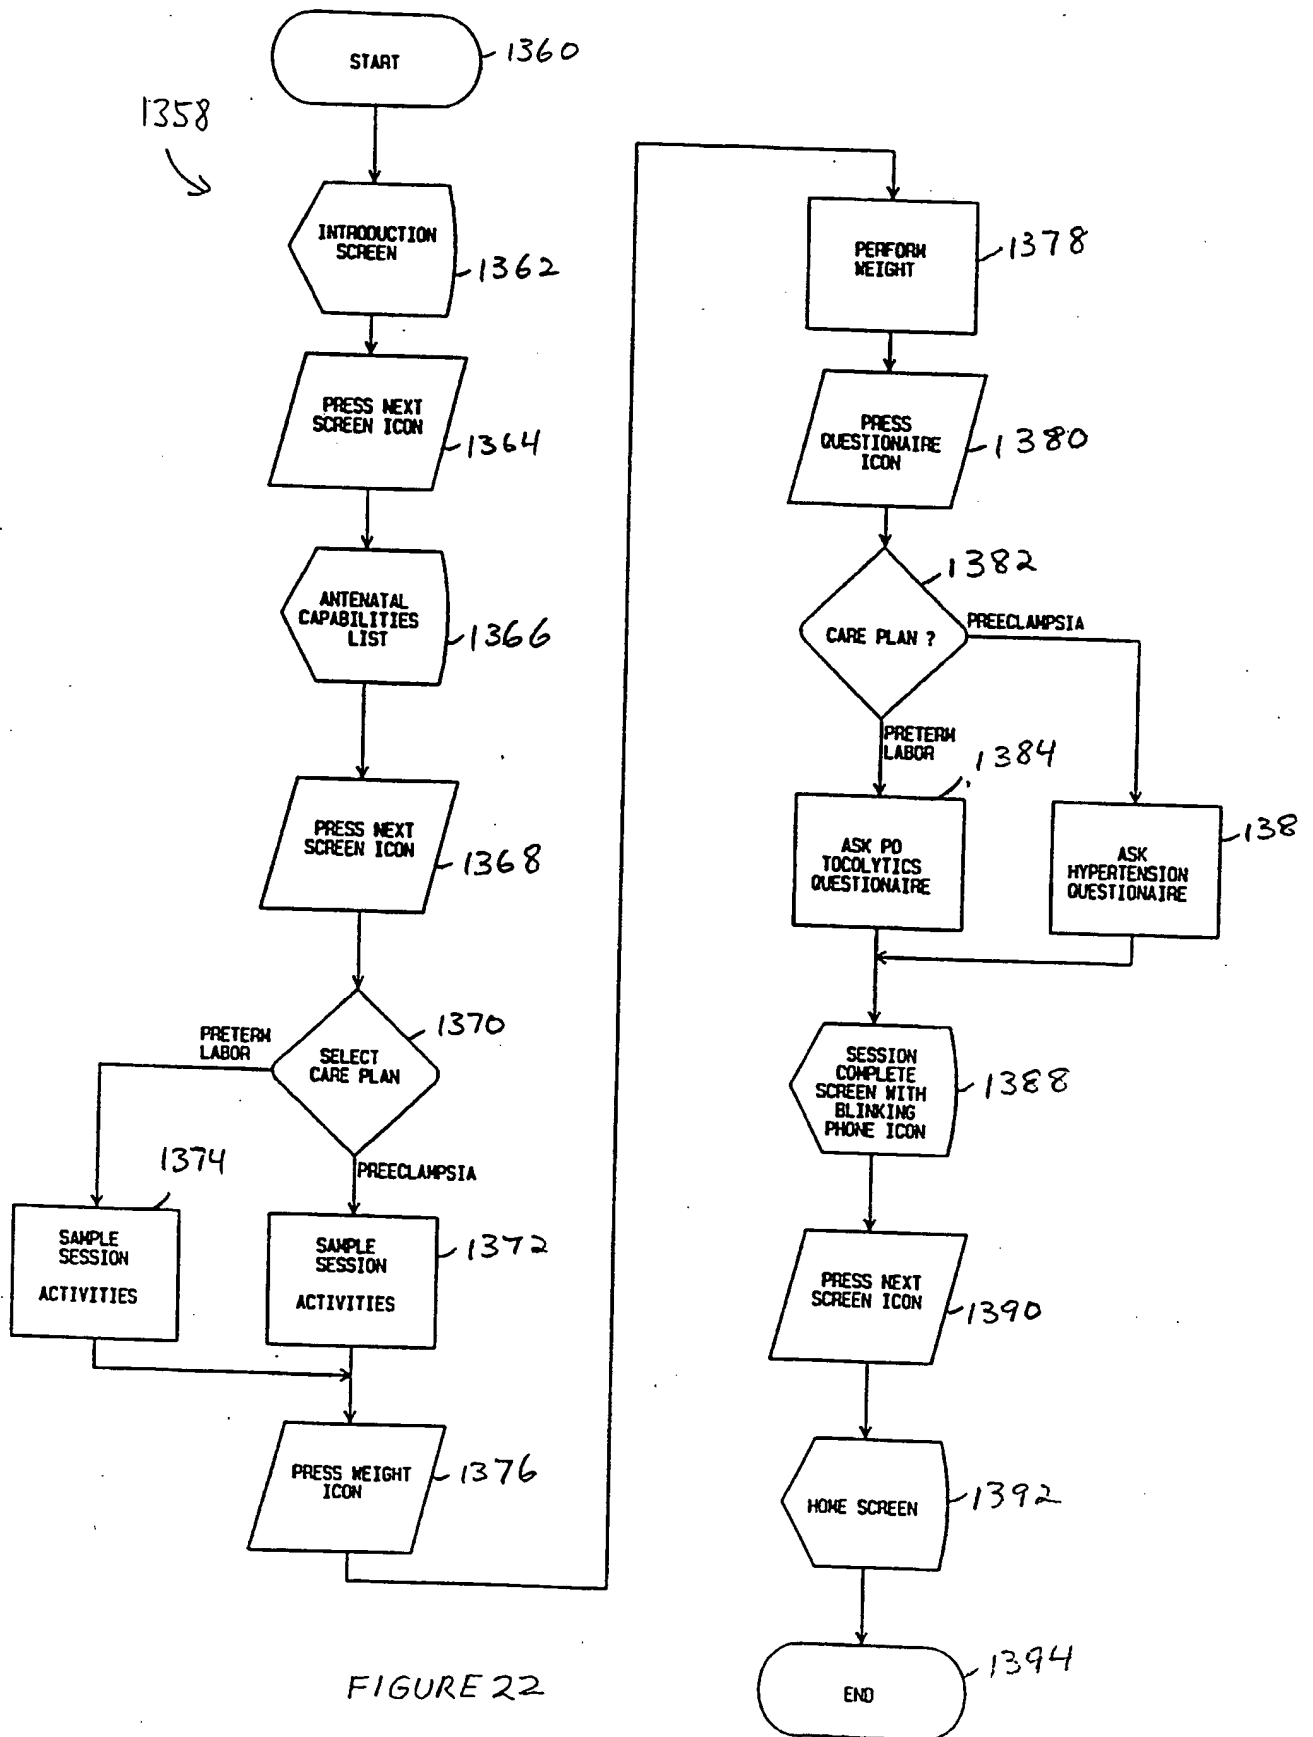 START
1360
1358
INTRODUCTION
SCREEN
1362
PRESS NEXT
SCREEN ICON
1364
ANTENATAL
CAPABILITIES
LIST
1366
PRESS NEXT
SCREEN ICON
1368
SELECT
CARE PLAN
1370
PRETERM
LABOR
PREECLAMPSIA
1374
SAMPLE
SESSION
ACTIVITIES
SAMPLE
SESSION
ACTIVITIES
1372
PRESS WEIGHT
ICON
1376
PERFORM
WEIGHT
1378
PRESS
QUESTIONAIRE
ICON
1380
CARE PLAN ?
1382
PREECLAMPSIA
PRETERM
LABOR
1384
ASK PO
TOCOLYTICS
QUESTIONAIRE
ASK
HYPERTENSION
QUESTIONAIRE
138
SESSION
COMPLETE
SCREEN WITH
BLINKING
PHONE ICON
1388
PRESS NEXT
SCREEN ICON
1390
HOME SCREEN
1392
END
1394
FIGURE 22